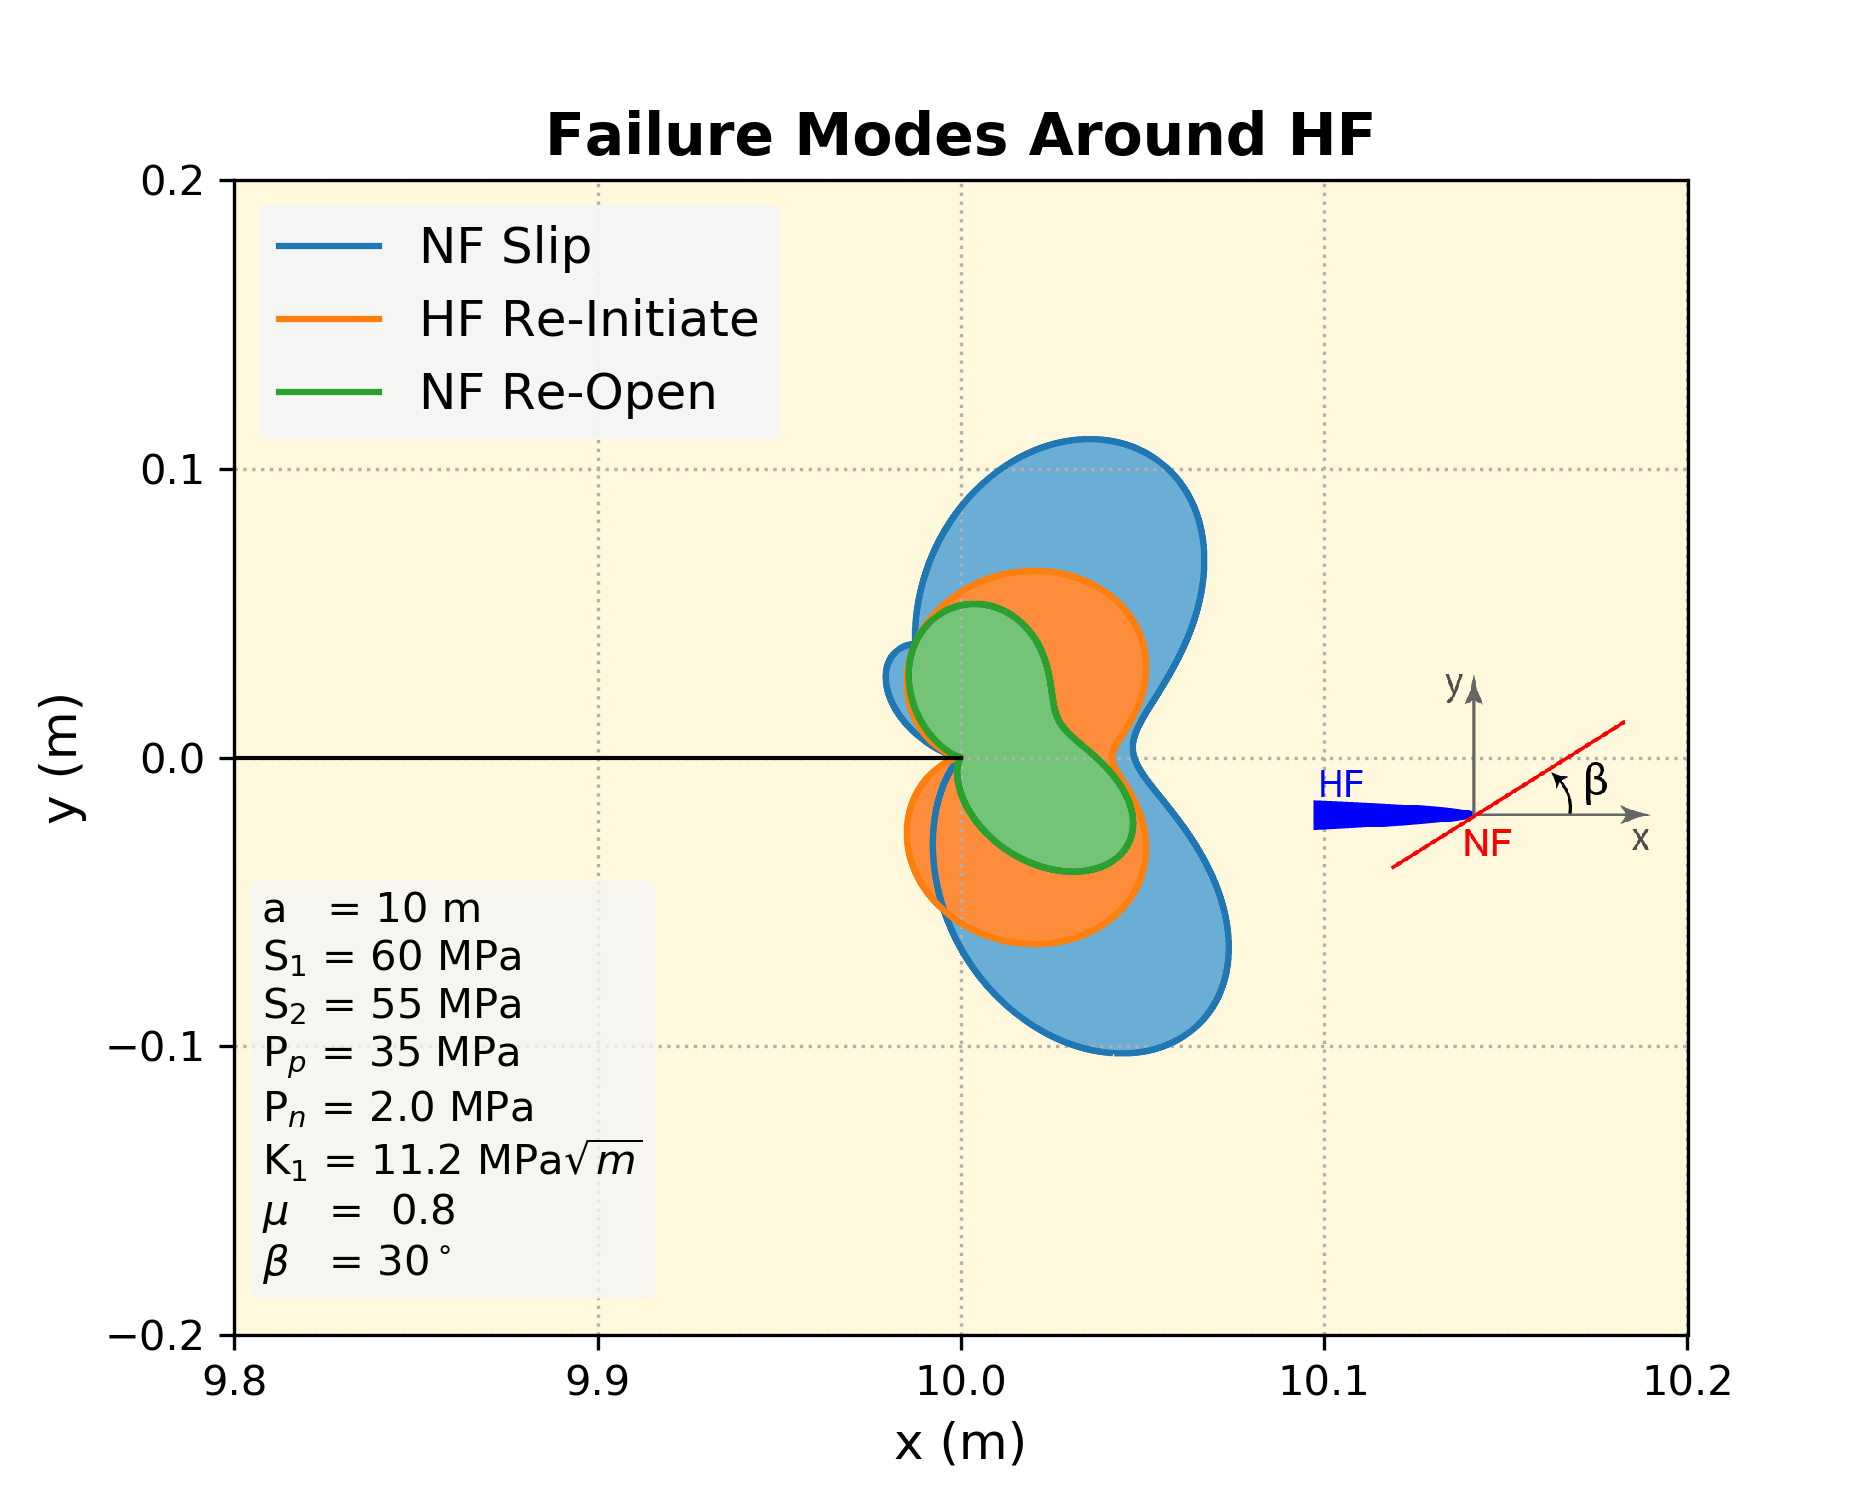 Failure Modes Around HF
0.2
0.1
0.0
−0.1
−0.2
y (m)
NF Slip
HF Re-Initiate
NF Re-Open
y
HF
β
NF
x
a = 10 m
S₁ = 60 MPa
S₂ = 55 MPa
Pₚ = 35 MPa
Pₙ = 2.0 MPa
K₁ = 11.2 MPa√m
μ = 0.8
β = 30°
9.8 9.9 10.0 10.1 10.2
x (m)